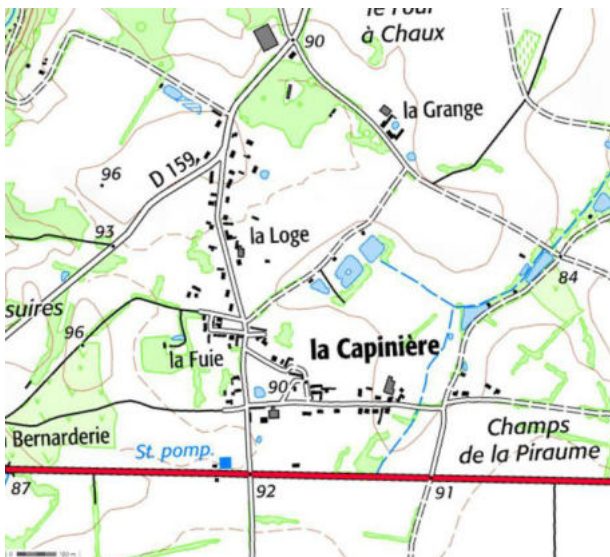 le Four
à Chaux
90
la Grange
D 159
96
93
la Loge
84
suires
96
la Fuie
la Capinière
90
Bernarderie
St. pomp.
Champs
de la Piraume
87
92
91